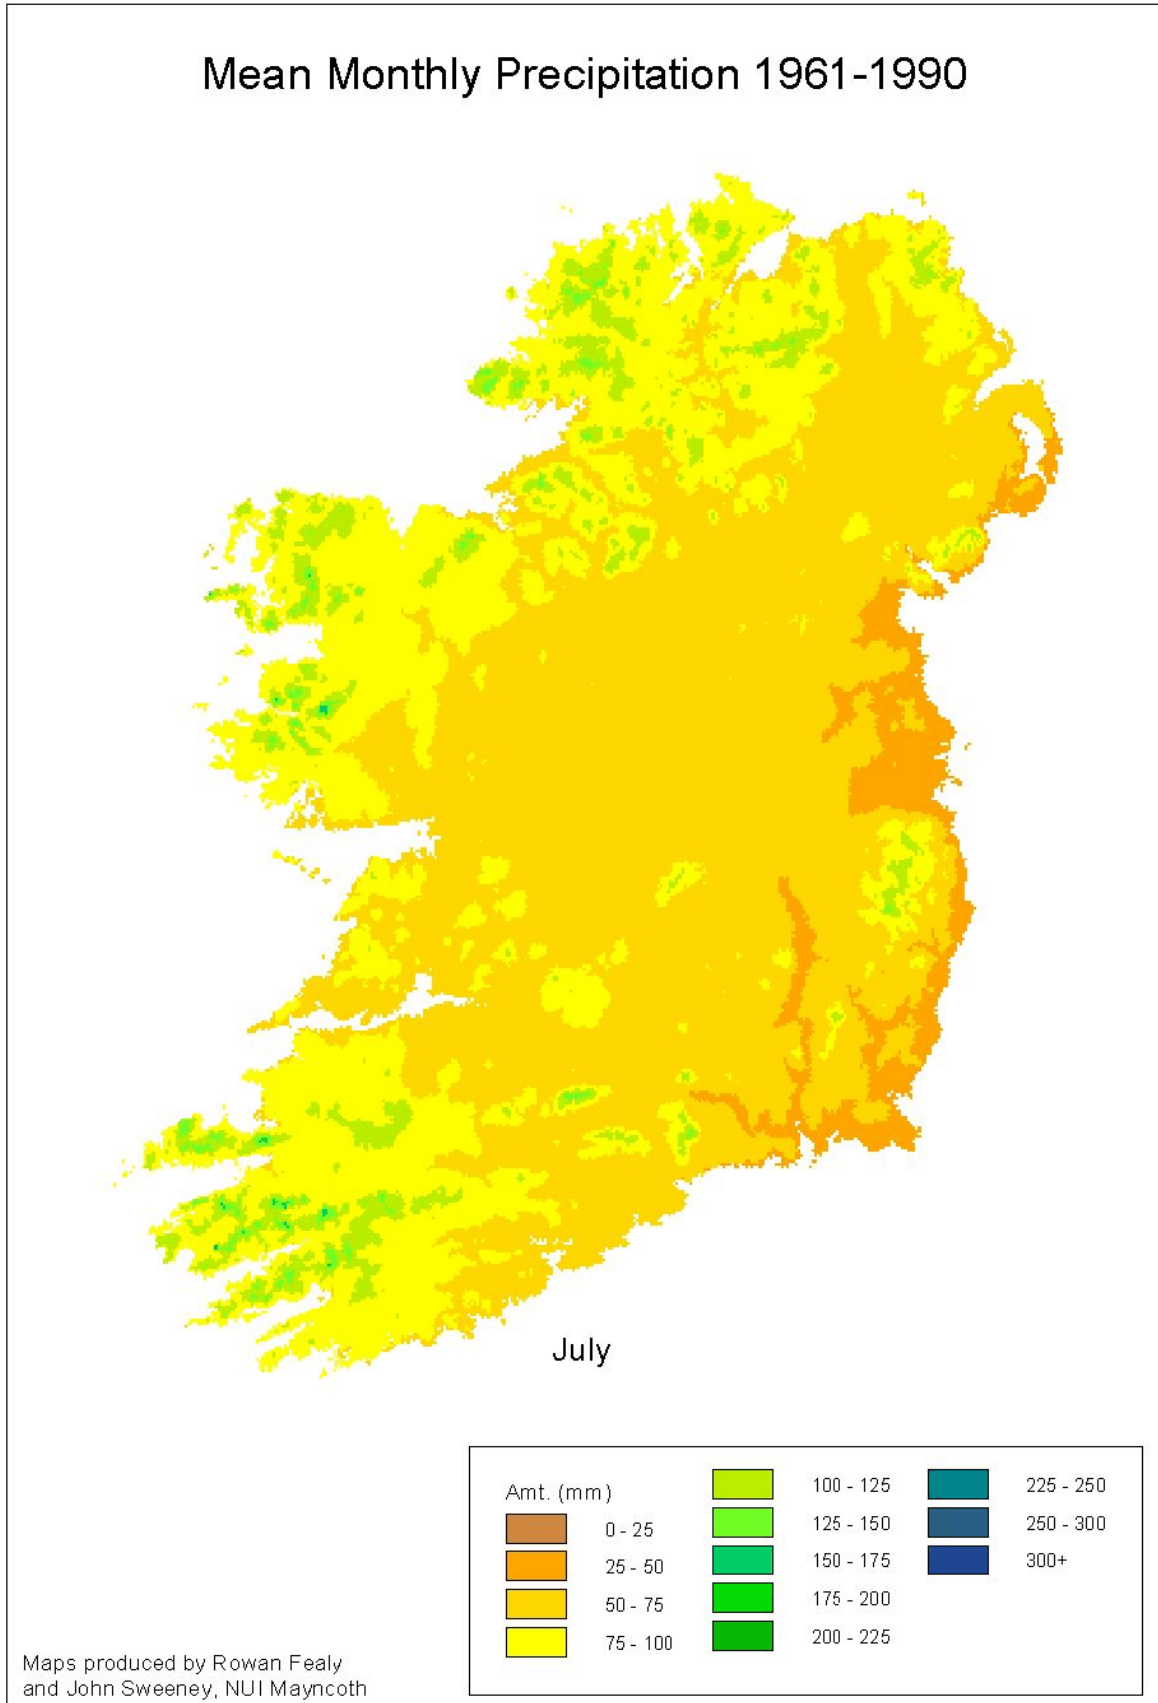 Mean Monthly Precipitation 1961-1990
July
Amt. (mm)
0 - 25
25 - 50
50 - 75
75 - 100
100 - 125
125 - 150
150 - 175
175 - 200
200 - 225
225 - 250
250 - 300
300+
Maps produced by Rowan Fealy
and John Sweeney, NUI Mayncoth